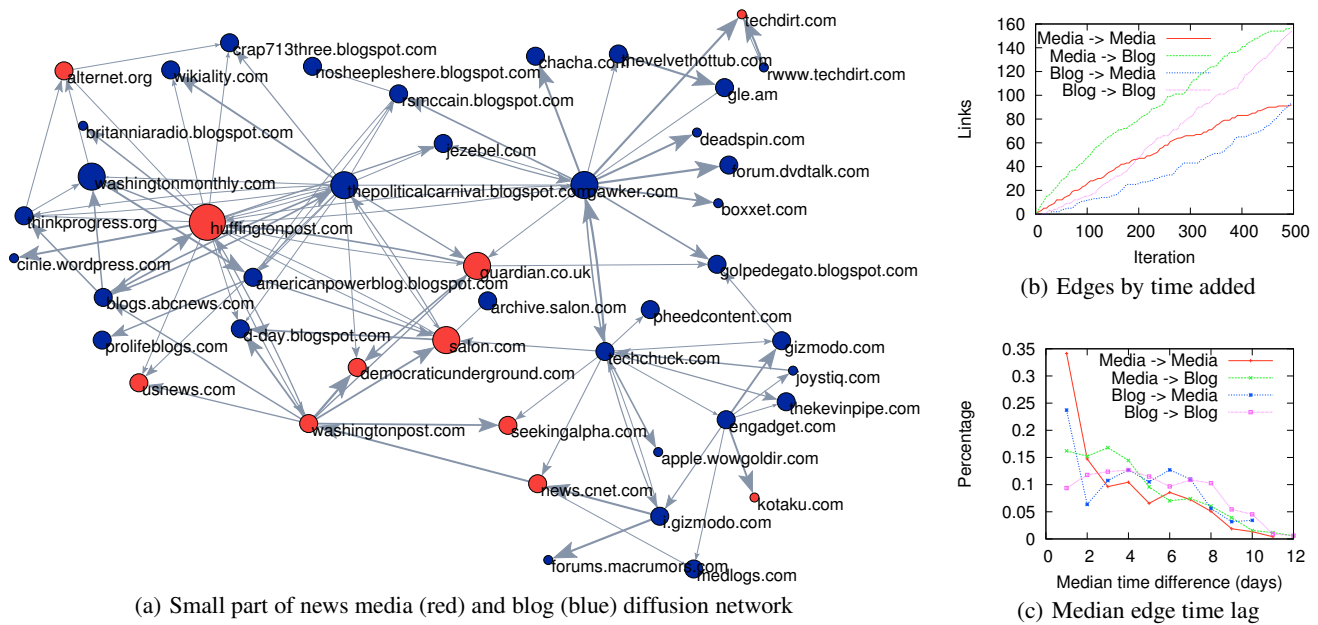 techdirt.com
crap713three.blogspot.com
alternet.org
wikiality.com
nosheepleshere.blogspot.com
chacha.com
thevelvethottub.com
rwww.techdirt.com
rsmccain.blogspot.com
gle.am
britanniaradio.blogspot.com
jezebel.com
deadspin.com
washingtonmonthly.com
thepoliticalcarnival.blogspot.com
gawker.com
forum.dvdtalk.com
boxxet.com
thinkprogress.org
huffingtonpost.com
cinie.wordpress.com
guardian.co.uk
golpedegato.blogspot.com
americanpowerblog.blogspot.com
blogs.abcnews.com
archive.salon.com
pheedcontent.com
prolifeblogs.com
d-day.blogspot.com
salon.com
techchuck.com
gizmodo.com
democraticunderground.com
joystiq.com
usnews.com
thekevinpipe.com
washingtonpost.com
seekingalpha.com
engadget.com
apple.wowgoldir.com
news.cnet.com
kotaku.com
i.gizmodo.com
forums.macrumors.com
medlogs.com
(a) Small part of news media (red) and blog (blue) diffusion network
160
140
120
100
80
60
40
20
0
Links
Media -> Media
Media -> Blog
Blog -> Media
Blog -> Blog
0 100 200 300 400 500
Iteration
(b) Edges by time added
0.35
0.3
0.25
0.2
0.15
0.1
0.05
0
Percentage
Media -> Media
Media -> Blog
Blog -> Media
Blog -> Blog
0 2 4 6 8 10 12
Median time difference (days)
(c) Median edge time lag